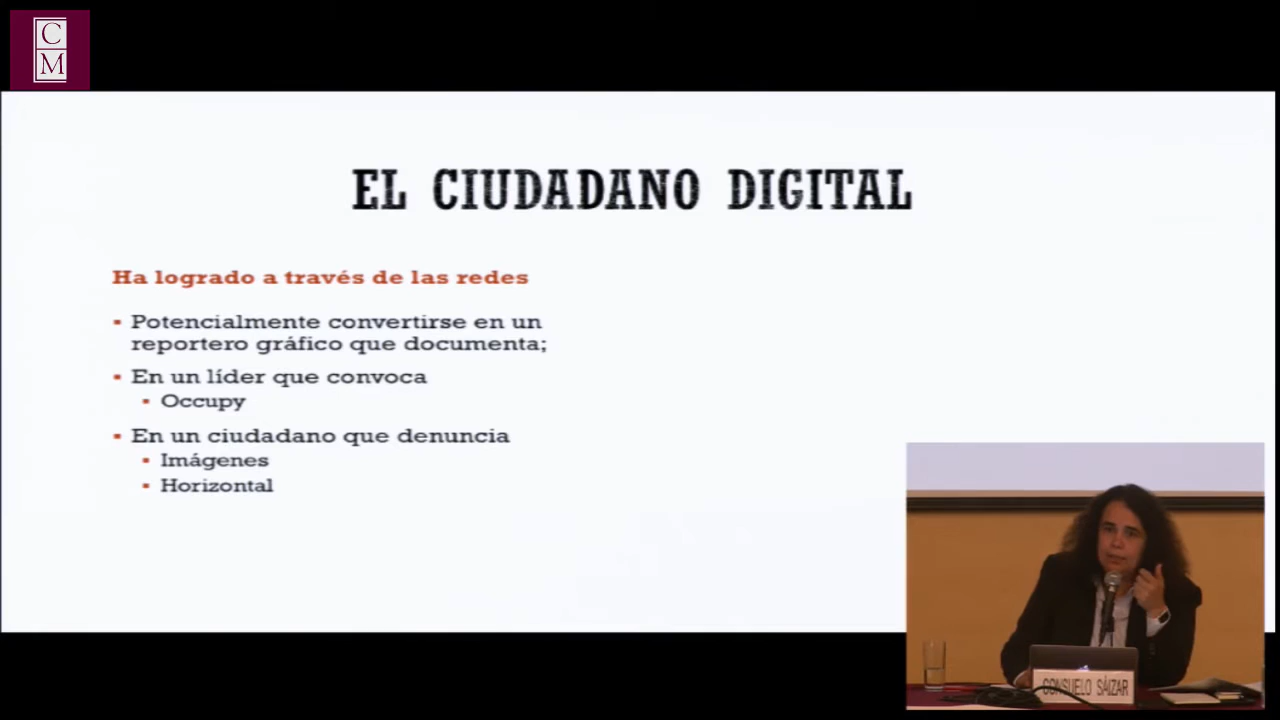 C
M
EL CIUDADANO DIGITAL
Ha logrado a través de las redes
▪ Potencialmente convertirse en un
reportero gráfico que documenta;
▪ En un líder que convoca
▪ Occupy
▪ En un ciudadano que denuncia
▪ Imágenes
▪ Horizontal
CONSUELO SÁIZAR